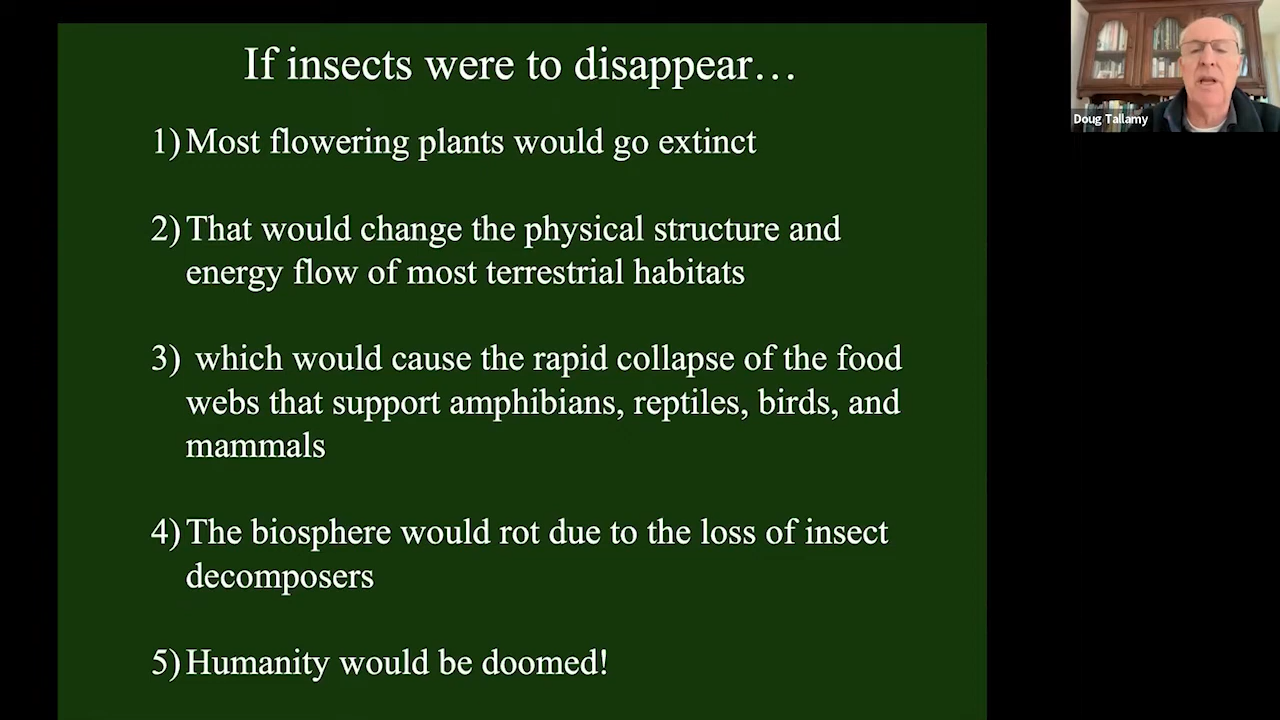 If insects were to disappear…
1) Most flowering plants would go extinct
2) That would change the physical structure and
energy flow of most terrestrial habitats
3) which would cause the rapid collapse of the food
webs that support amphibians, reptiles, birds, and
mammals
4) The biosphere would rot due to the loss of insect
decomposers
5) Humanity would be doomed!
Doug Tallamy